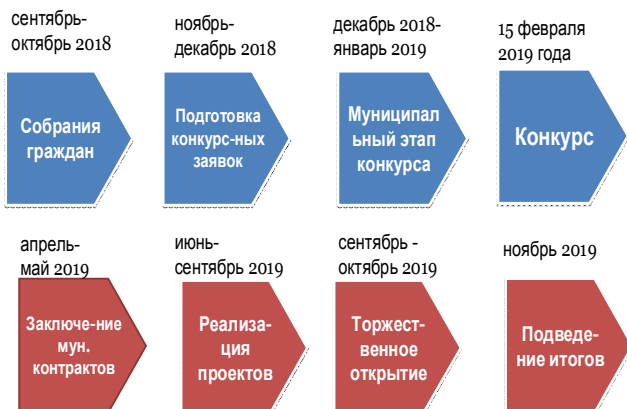 сентябрь-
октябрь 2018
ноябрь-
декабрь 2018
декабрь 2018-
январь 2019
15 февраля
2019 года
Собрания
граждан
Подготовка
конкурс-ных
заявок
Муниципал
ьный этап
конкурса
Конкурс
апрель-
май 2019
июнь-
сентябрь 2019
сентябрь -
октябрь 2019
ноябрь 2019
Заключе-ние
мун.
контрактов
Реализа-
ция
проектов
Торжест-
венное
открытие
Подведе-
ние итогов